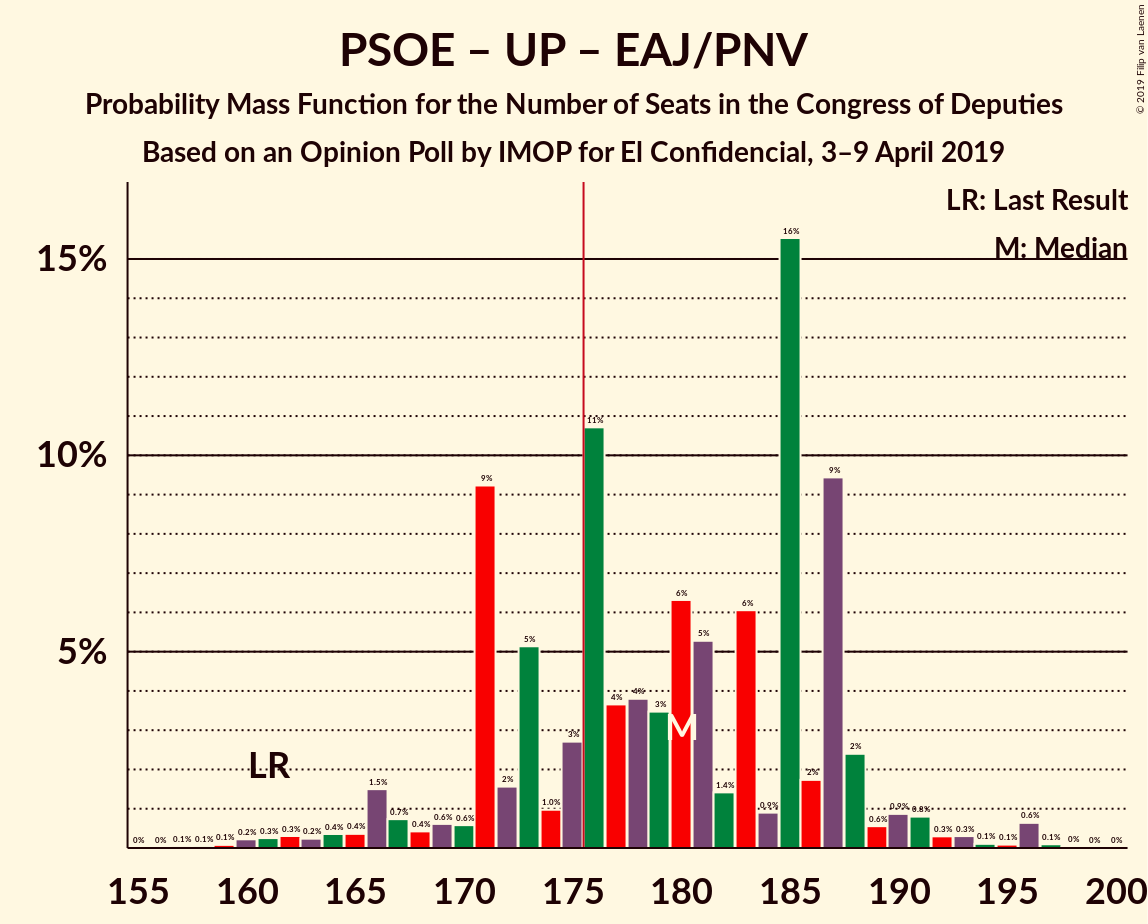 PSOE – UP – EAJ/PNV
Probability Mass Function for the Number of Seats in the Congress of Deputies
Based on an Opinion Poll by IMOP for El Confidencial, 3–9 April 2019
© 2019 Filip van Laenen
LR: Last Result
M: Median
15%
10%
5%
0% 0% 0.1% 0.1% 0.1% 0.2% 0.3% 0.3% 0.2% 0.4% 0.4% 1.5% 0.7% 0.4% 0.6% 0.6% 9% 2% 5% 1.0% 3% 11% 4% 4% 3% 6% 5% 1.4% 6% 0.9% 16% 2% 9% 2% 0.6% 0.9% 0.8% 0.3% 0.3% 0.1% 0.1% 0.6% 0.1% 0% 0% 0%
LR
M
155 160 165 170 175 180 185 190 195 200